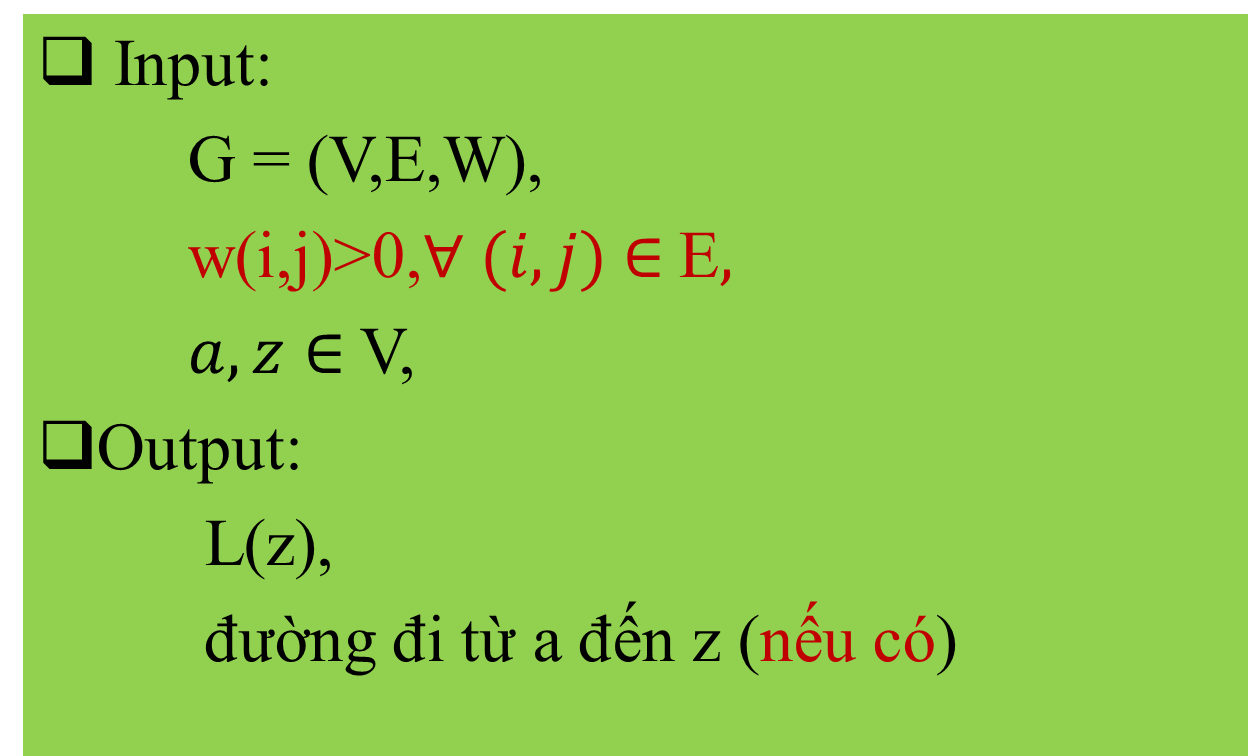 ❑ Input:
G = (V,E,W),
w(i,j)>0,∀ (i,j) ∈ E,
a,z ∈ V,
❑Output:
L(z),
đường đi từ a đến z (nếu có)